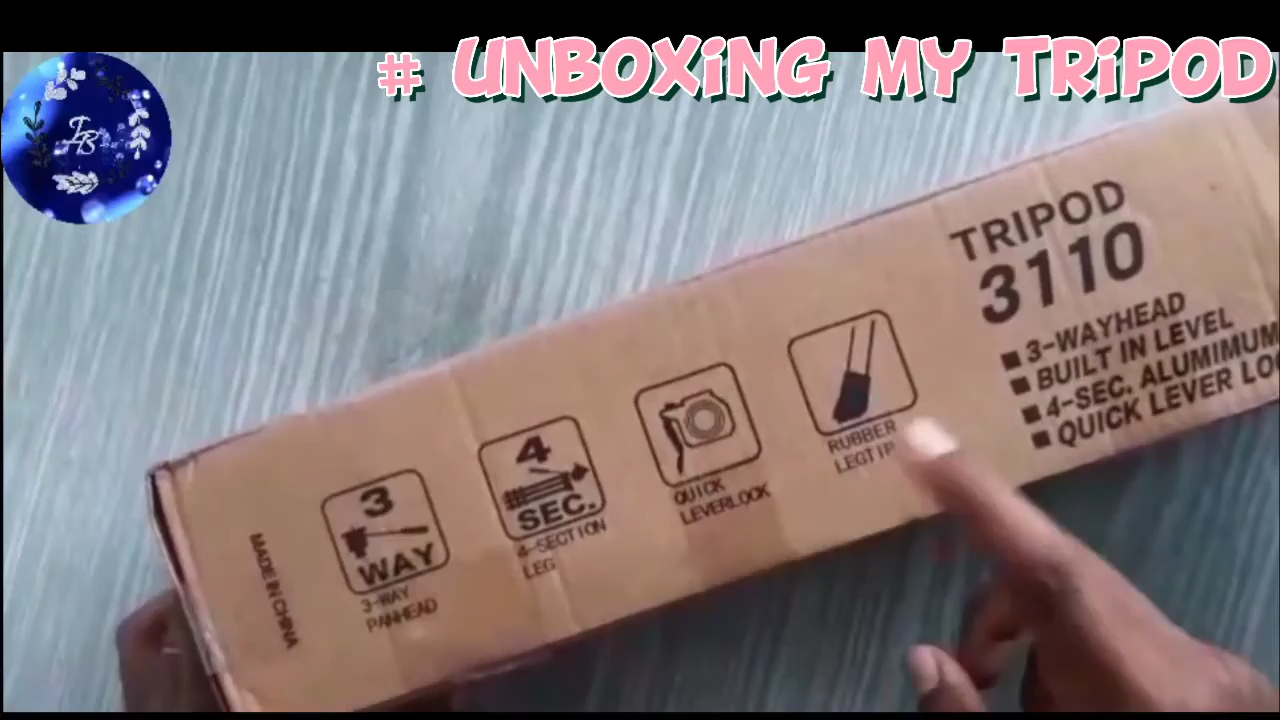 # UNBOXING MY TRIPOD
IB
TRIPOD
3110
■ 3-WAYHEAD
■ BUILT IN LEVEL
■ 4-SEC. ALUMIMUM
■ QUICK LEVER
RUBBER
LEGTIP
QUICK
LEVERLOCK
4
SEC.
4-SECTION
LEG
3
WAY
3-WAY
PANHEAD
MADE IN CHINA